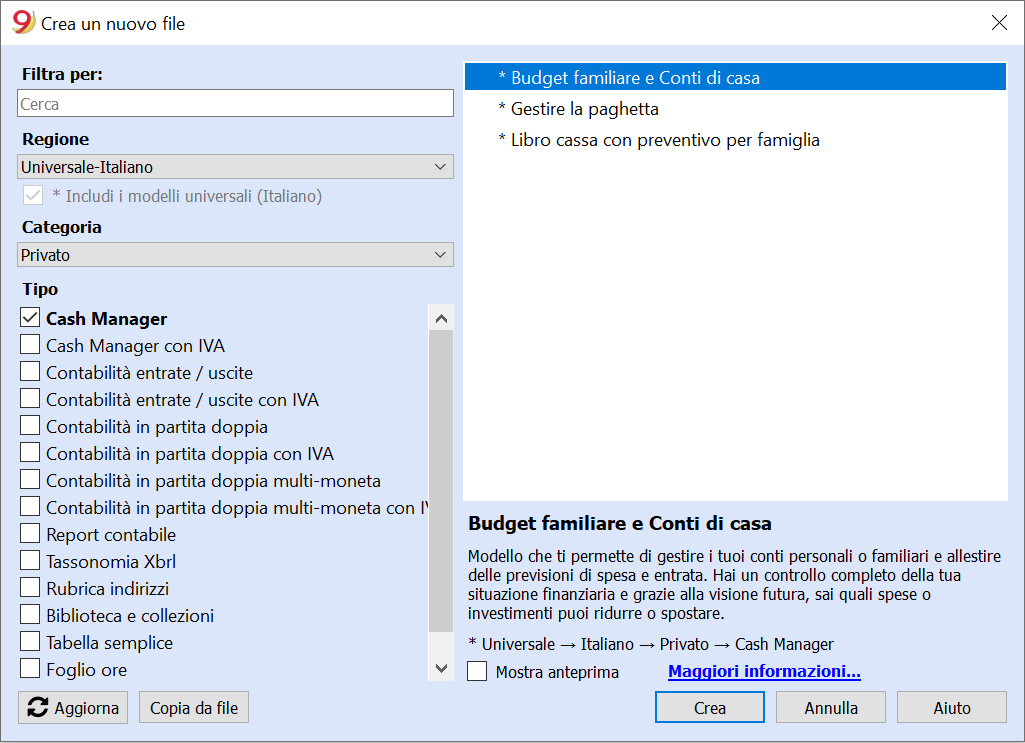 Crea un nuovo file
Filtra per:
Cerca
Regione
Universale-Italiano
* Includi i modelli universali (Italiano)
Categoria
Privato
Tipo
Cash Manager
Cash Manager con IVA
Contabilità entrate / uscite
Contabilità entrate / uscite con IVA
Contabilità in partita doppia
Contabilità in partita doppia con IVA
Contabilità in partita doppia multi-moneta
Contabilità in partita doppia multi-moneta con
Report contabile
Tassonomia Xbrl
Rubrica indirizzi
Biblioteca e collezioni
Tabella semplice
Foglio ore
Aggiorna
Copia da file
* Budget familiare e Conti di casa
* Gestire la paghetta
* Libro cassa con preventivo per famiglia
Budget familiare e Conti di casa
Modello che ti permette di gestire i tuoi conti personali o familiari e allestire
delle previsioni di spesa e entrata. Hai un controllo completo della tua
situazione finanziaria e grazie alla visione futura, sai quali spese o
investimenti puoi ridurre o spostare.
* Universale → Italiano → Privato → Cash Manager
Mostra anteprima
Maggiori informazioni...
Crea
Annulla
Aiuto